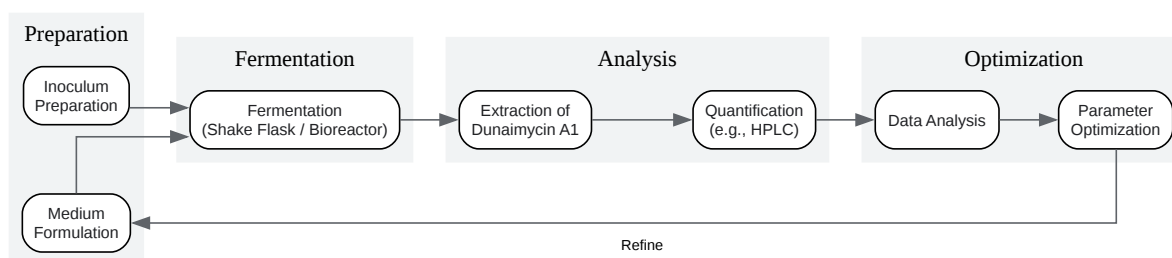 Preparation
Inoculum
Preparation
Medium
Formulation
Fermentation
Fermentation
(Shake Flask / Bioreactor)
Analysis
Extraction of
Dunaimycin A1
Quantification
(e.g., HPLC)
Optimization
Data Analysis
Parameter
Optimization
Refine